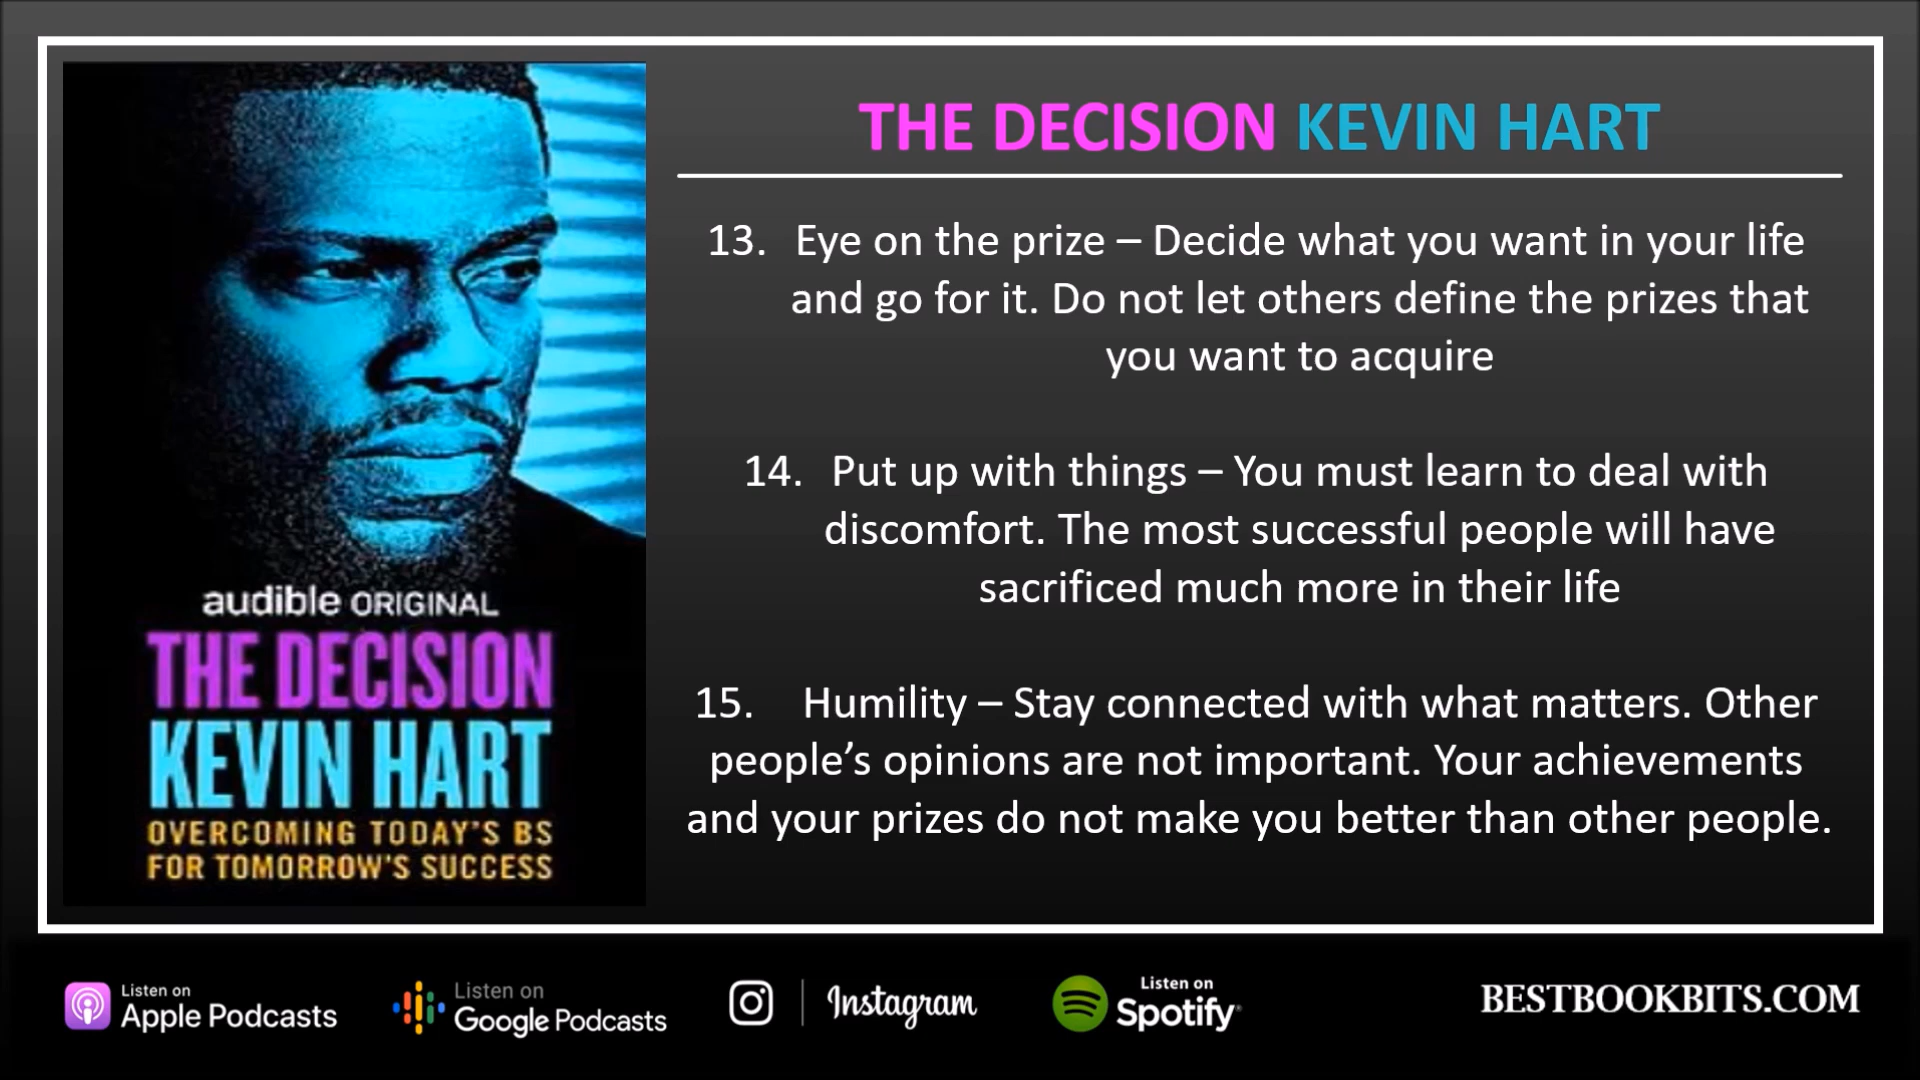 audible ORIGINAL
THE DECISION
KEVIN HART
OVERCOMING TODAY'S BS
FOR TOMORROW'S SUCCESS
THE DECISION KEVIN HART
13. Eye on the prize – Decide what you want in your life
and go for it. Do not let others define the prizes that
you want to acquire
14. Put up with things – You must learn to deal with
discomfort. The most successful people will have
sacrificed much more in their life
15. Humility – Stay connected with what matters. Other
people’s opinions are not important. Your achievements
and your prizes do not make you better than other people.
Listen on
Apple Podcasts
Listen on
Google Podcasts
Instagram
Listen on
Spotify
BESTBOOKBITS.COM